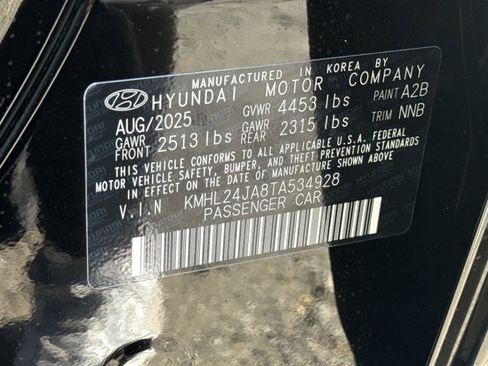 MANUFACTURED IN KOREA BY
HYUNDAI MOTOR COMPANY
AUG/2025 GVWR 4453 lbs PAINT A2B
GAWR FRONT 2513 lbs GAWR REAR 2315 lbs TRIM NNB
THIS VEHICLE CONFORMS TO ALL APPLICABLE U.S.A. FEDERAL
MOTOR VEHICLE SAFETY, BUMPER, AND THEFT PREVENTION STANDARDS
IN EFFECT ON THE DATE OF MANUFACTURE SHOWN ABOVE.
V.I.N KMHL24JA8TA534928
PASSENGER CAR